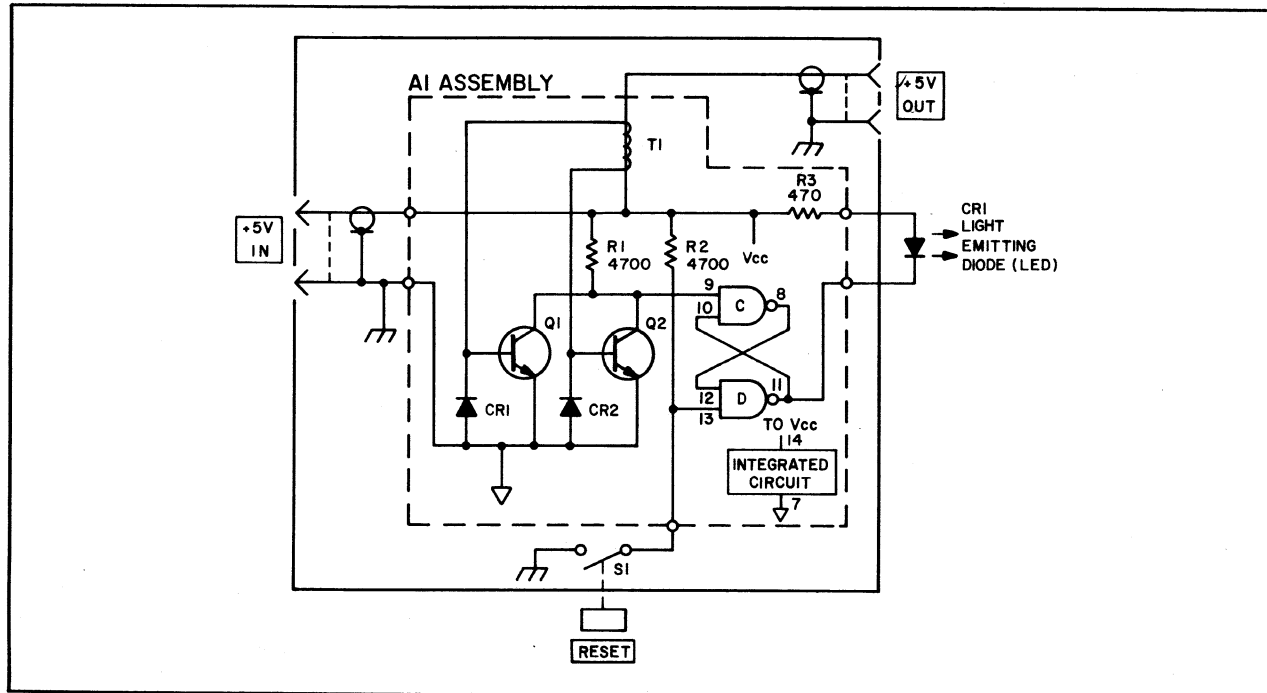 A1 ASSEMBLY
+5V
OUT
T1
R3
470
+5V
IN
CR1
LIGHT
EMITTING
DIODE (LED)
R1
4700
R2
4700
Vcc
9
10
C
8
Q1
Q2
12
13
D
11
CR1
CR2
TO Vcc
14
INTEGRATED
CIRCUIT
7
S1
RESET